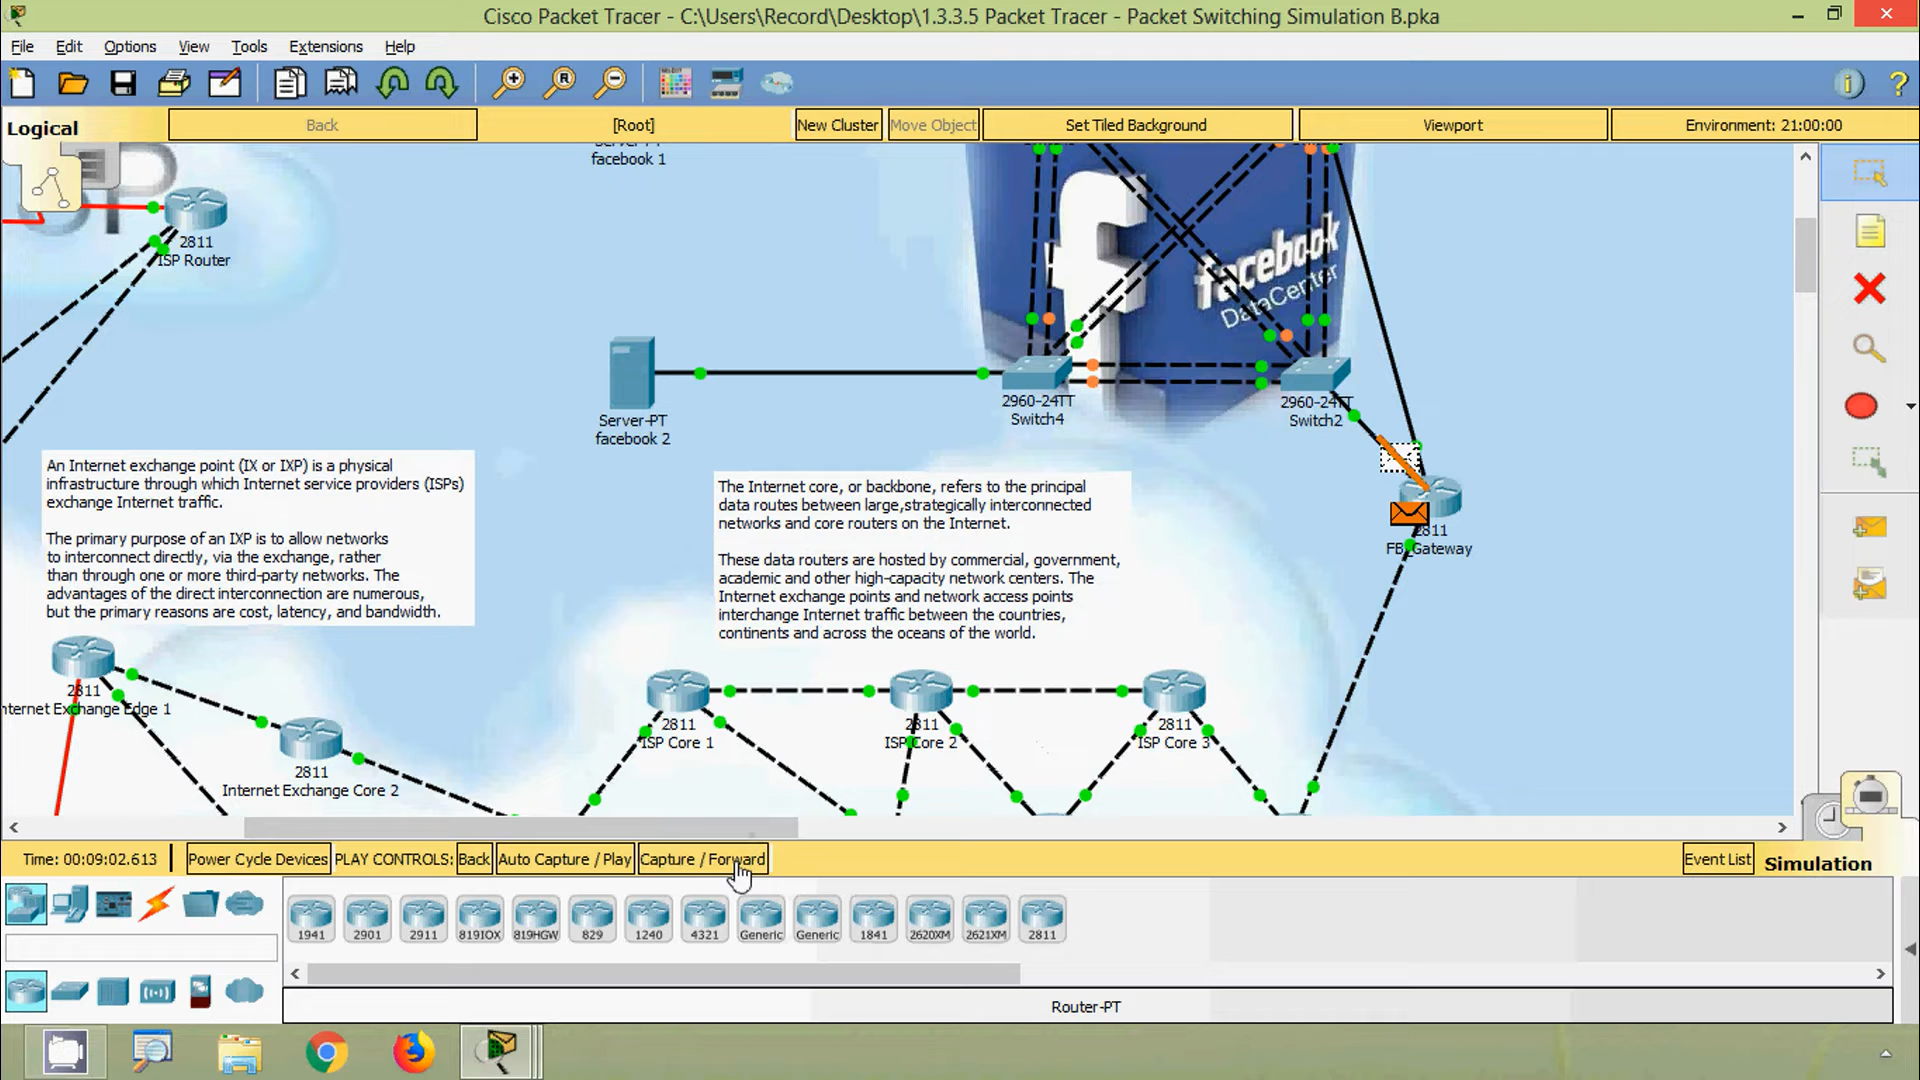 Cisco Packet Tracer - C:\Users\Record\Desktop\1.3.3.5 Packet Tracer - Packet Switching Simulation B.pka
File Edit Options View Tools Extensions Help
Logical Back [Root] New Cluster Move Object Set Tiled Background Viewport Environment: 21:00:00
Server-PT
facebook 1
2811
ISP Router
facebook
DataCenter
Server-PT
facebook 2
2960-24TT
Switch4
2960-24TT
Switch2
2811
FB Gateway
An Internet exchange point (IX or IXP) is a physical
infrastructure through which Internet service providers (ISPs)
exchange Internet traffic.
The primary purpose of an IXP is to allow networks
to interconnect directly, via the exchange, rather
than through one or more third-party networks. The
advantages of the direct interconnection are numerous,
but the primary reasons are cost, latency, and bandwidth.
The Internet core, or backbone, refers to the principal
data routes between large,strategically interconnected
networks and core routers on the Internet.
These data routers are hosted by commercial, government,
academic and other high-capacity network centers. The
Internet exchange points and network access points
interchange Internet traffic between the countries,
continents and across the oceans of the world.
2811
nternet Exchange Edge 1
2811
Internet Exchange Core 2
2811
ISP Core 1
2811
ISP Core 2
2811
ISP Core 3
Time: 00:09:02.613 Power Cycle Devices PLAY CONTROLS: Back Auto Capture / Play Capture / Forward Event List Simulation
1941 2901 2911 819IOX 819HGW 829 1240 4321 Generic Generic 1841 2620XM 2621XM 2811
Router-PT